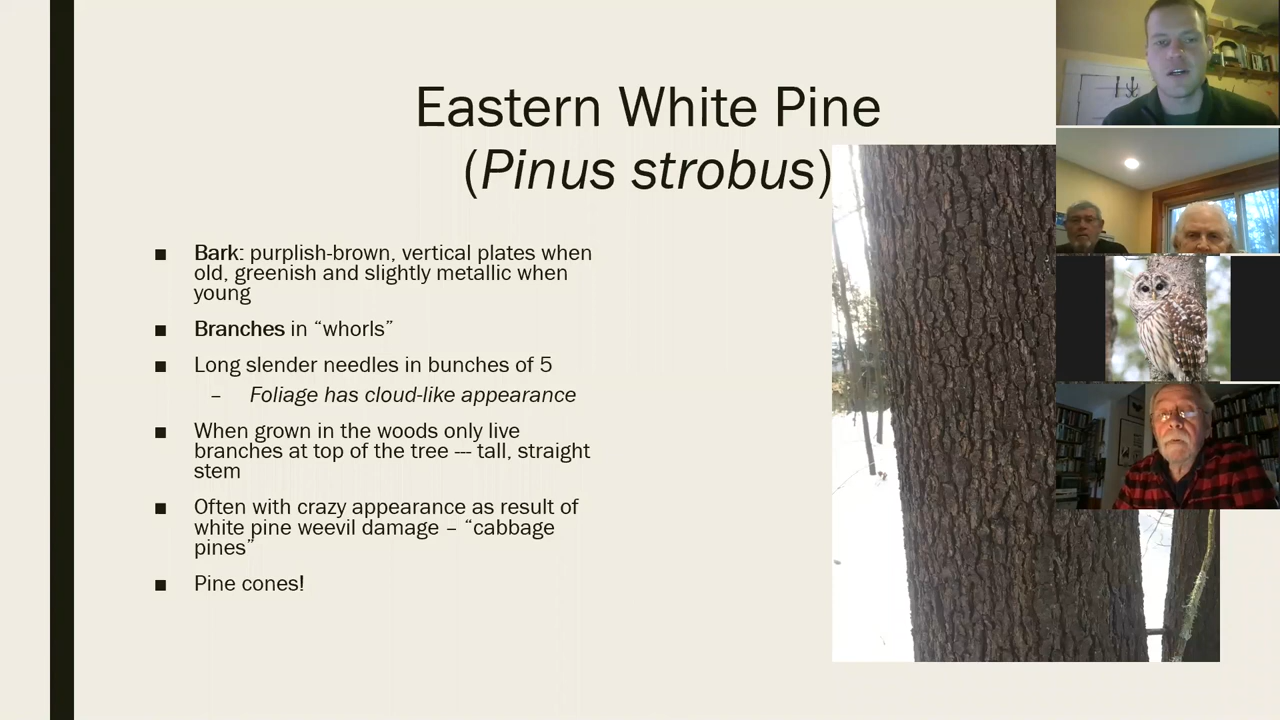 Eastern White Pine
(Pinus strobus)
■ Bark: purplish-brown, vertical plates when
old, greenish and slightly metallic when
young
■ Branches in “whorls”
■ Long slender needles in bunches of 5
– Foliage has cloud-like appearance
■ When grown in the woods only live
branches at top of the tree --- tall, straight
stem
■ Often with crazy appearance as result of
white pine weevil damage – “cabbage
pines”
■ Pine cones!